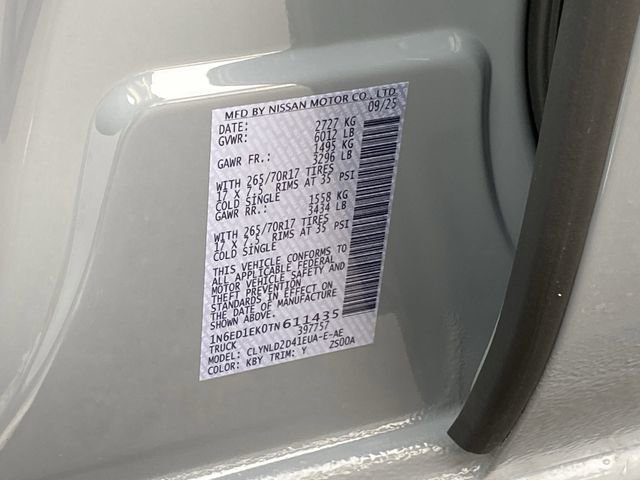 MFD BY NISSAN MOTOR CO., LTD
DATE: 09/25
GVWR: 2727 KG
6012 LB
GAWR FR.: 1495 KG
3296 LB
WITH 265/70R17 TIRES
17 X 7.5 RIMS AT 35 PSI
COLD SINGLE
GAWR RR.: 1558 KG
3434 LB
WITH 265/70R17 TIRES
17 X 7.5 RIMS AT 35 PSI
COLD SINGLE
THIS VEHICLE CONFORMS TO
ALL APPLICABLE FEDERAL
MOTOR VEHICLE SAFETY AND
THEFT PREVENTION
STANDARDS IN EFFECT ON
THE DATE OF MANUFACTURE
SHOWN ABOVE.
1N6ED1EK0TN611435
TRUCK 397757
MODEL: CLYNLD2D41EUA-E-AE
COLOR: KBY TRIM: Y 2S00A